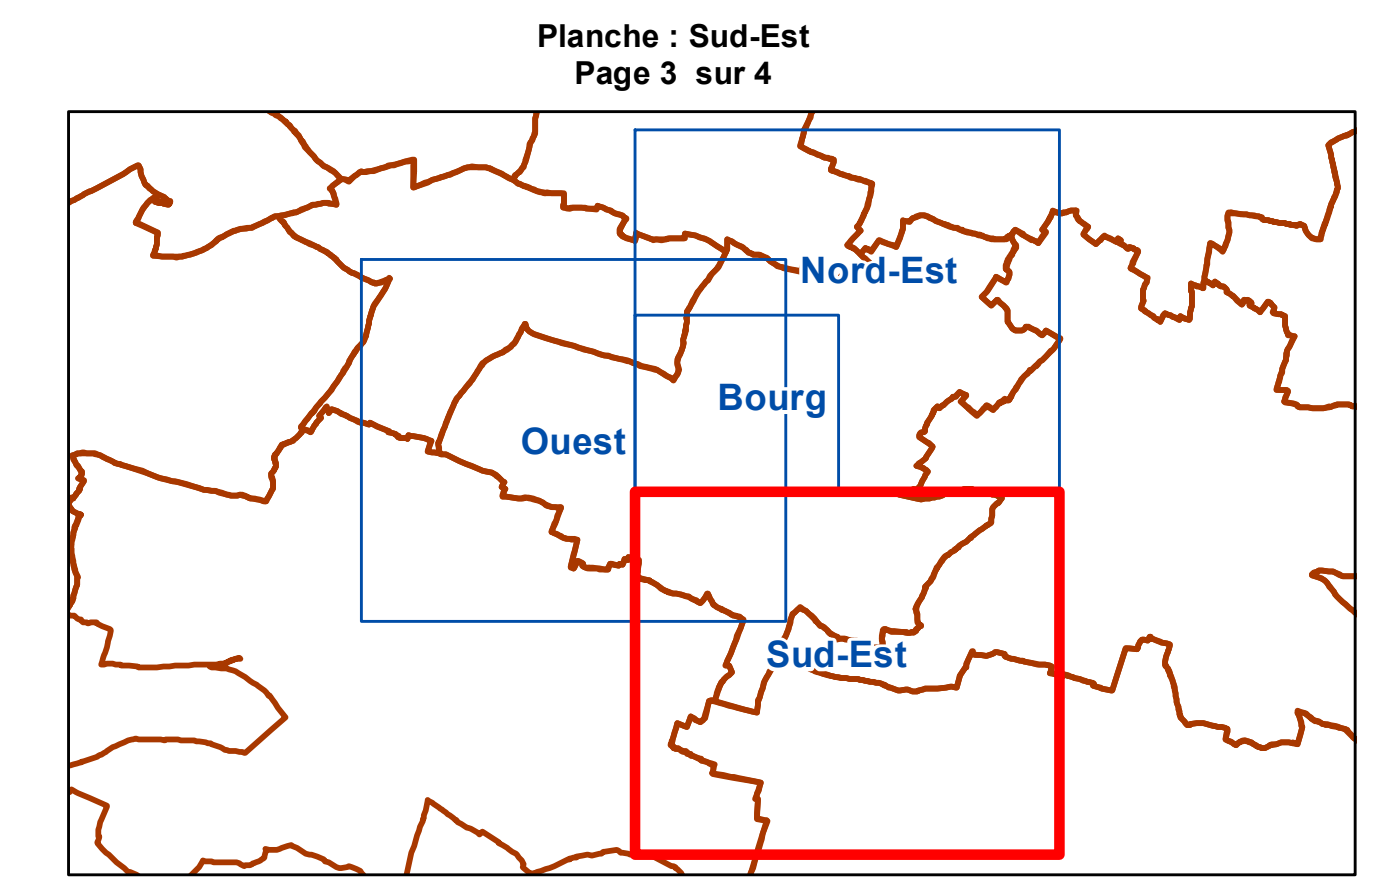 Planche : Sud-Est
Page 3 sur 4
Nord-Est
Bourg
Ouest
Sud-Est